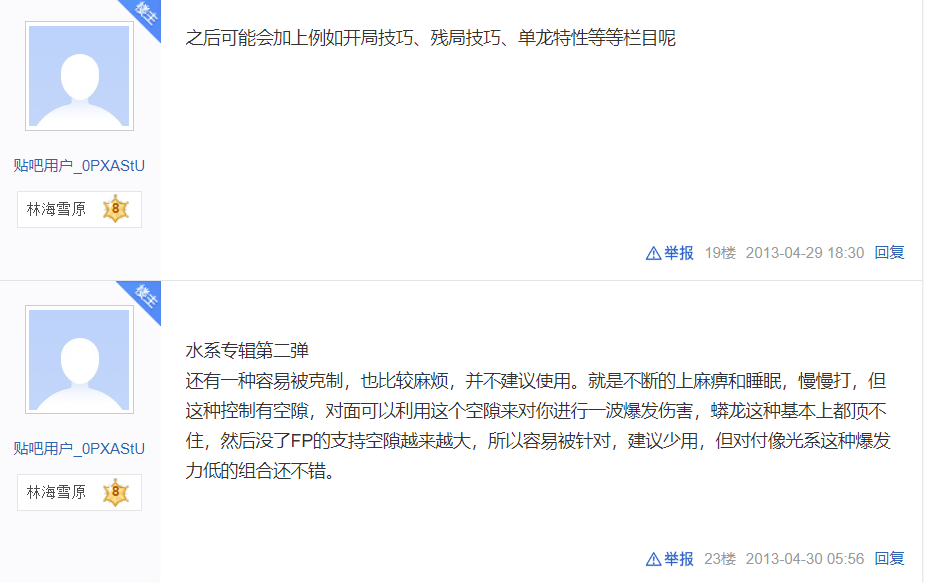 楼主
之后可能会加上例如开局技巧、残局技巧、单龙特性等等栏目呢
贴吧用户_0PXAStU
林海雪原 8
举报 19楼 2013-04-29 18:30 回复
楼主
水系专辑第二弹
还有一种容易被克制，也比较麻烦，并不建议使用。就是不断的上麻痹和睡眠，慢慢打，但
这种控制有空隙，对面可以利用这个空隙来对你进行一波爆发伤害，蟒龙这种基本上都顶不
住，然后没了FP的支持空隙越来越大，所以容易被针对，建议少用，但对付像光系这种爆发
力低的组合还不错。
贴吧用户_0PXAStU
林海雪原 8
举报 23楼 2013-04-30 05:56 回复